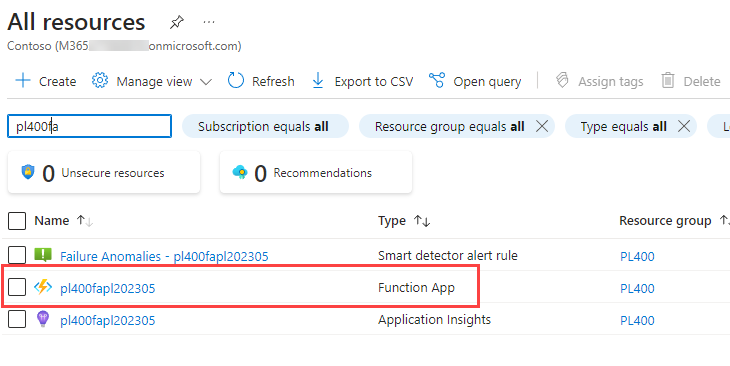 All resources ...
Contoso (M365 onmicrosoft.com)
+ Create Manage view Refresh Export to CSV Open query Assign tags Delete
pl400fa Subscription equals all Resource group equals all Type equals all
0 Unsecure resources 0 Recommendations
Name Type Resource group
Failure Anomalies - pl400fapl202305 Smart detector alert rule PL400
pl400fapl202305 Function App PL400
pl400fapl202305 Application Insights PL400